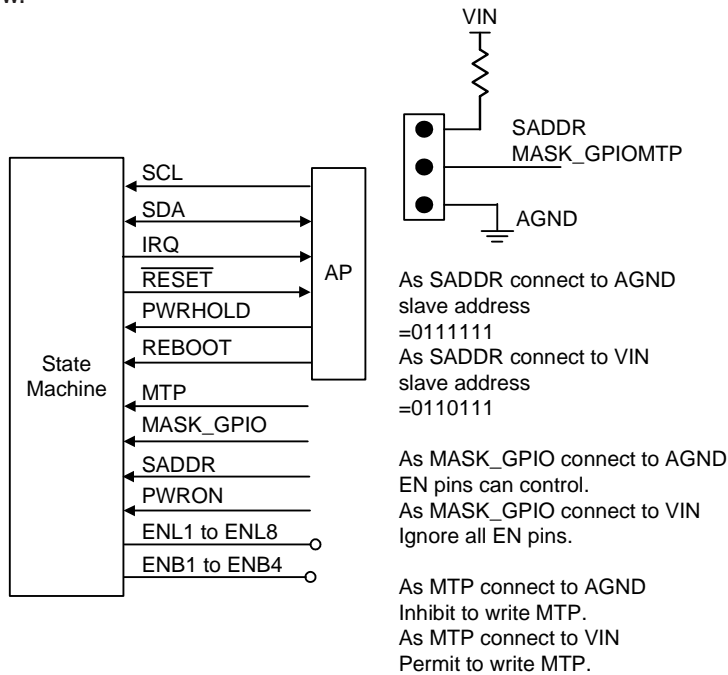 VIN
SADDR
MASK_GPIOMTP
AGND
SCL
SDA
IRQ
RESET
PWRHOLD
REBOOT
AP
State
Machine
MTP
MASK_GPIO
SADDR
PWRON
ENL1 to ENL8
ENB1 to ENB4
As SADDR connect to AGND
slave address
=0111111
As SADDR connect to VIN
slave address
=0110111
As MASK_GPIO connect to AGND
EN pins can control.
As MASK_GPIO connect to VIN
Ignore all EN pins.
As MTP connect to AGND
Inhibit to write MTP.
As MTP connect to VIN
Permit to write MTP.